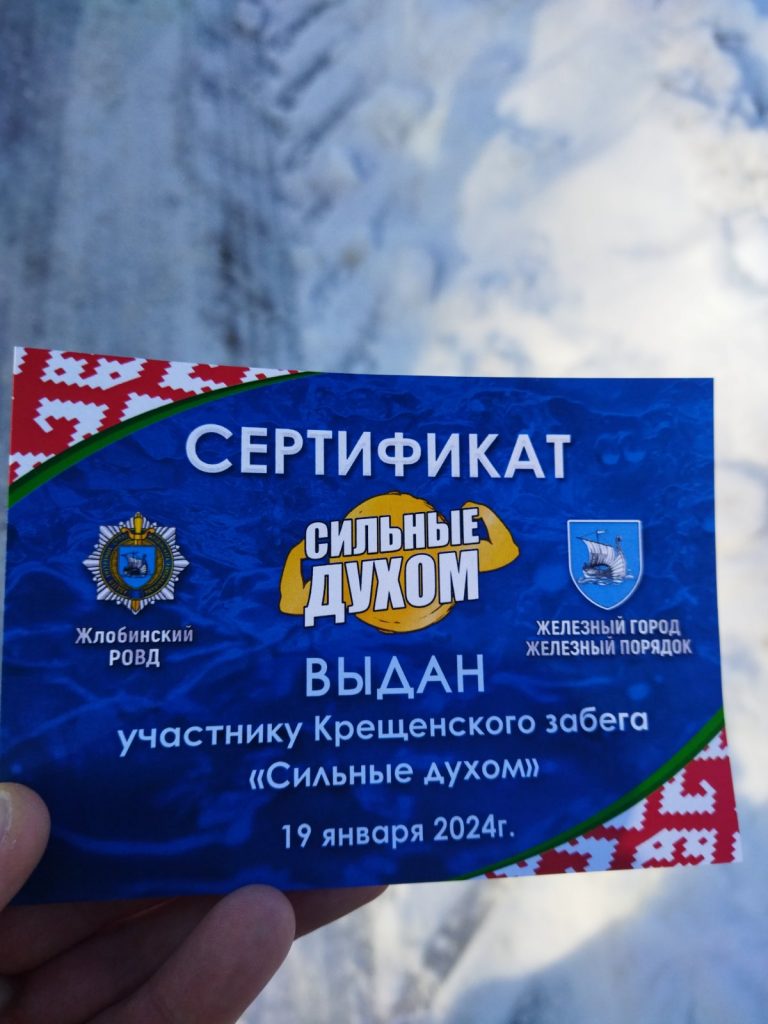 СЕРТИФИКАТ
СИЛЬНЫЕ
ДУХОМ
Жлобинский
РОВД
ЖЕЛЕЗНЫЙ ГОРОД
ЖЕЛЕЗНЫЙ ПОРЯДОК
ВЫДАН
участнику Крещенского забега
«Сильные духом»
19 января 2024г.